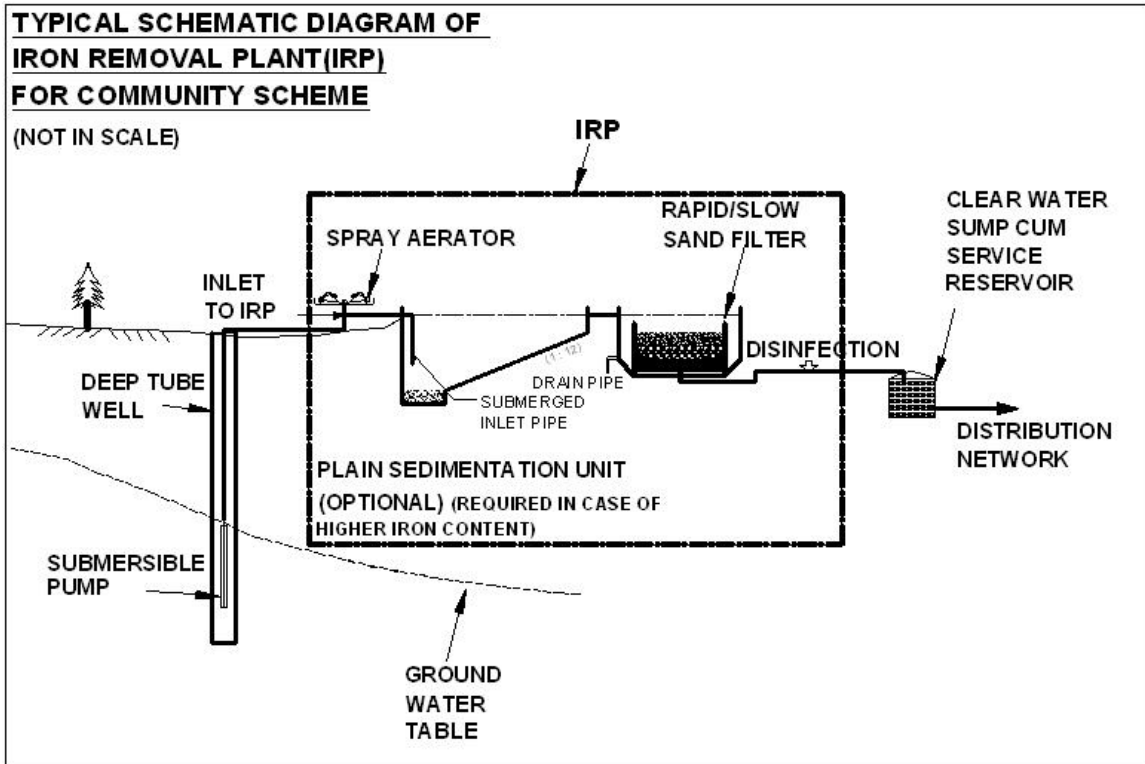 TYPICAL SCHEMATIC DIAGRAM OF
IRON REMOVAL PLANT(IRP)
FOR COMMUNITY SCHEME
(NOT IN SCALE)
IRP
SPRAY AERATOR
RAPID/SLOW
SAND FILTER
CLEAR WATER
SUMP CUM
SERVICE
RESERVOIR
INLET
TO IRP
(1:12)
DISINFECTION
DRAIN PIPE
SUBMERGED
INLET PIPE
DEEP TUBE
WELL
DISTRIBUTION
NETWORK
PLAIN SEDIMENTATION UNIT
(OPTIONAL) (REQUIRED IN CASE OF
HIGHER IRON CONTENT)
SUBMERSIBLE
PUMP
GROUND
WATER
TABLE